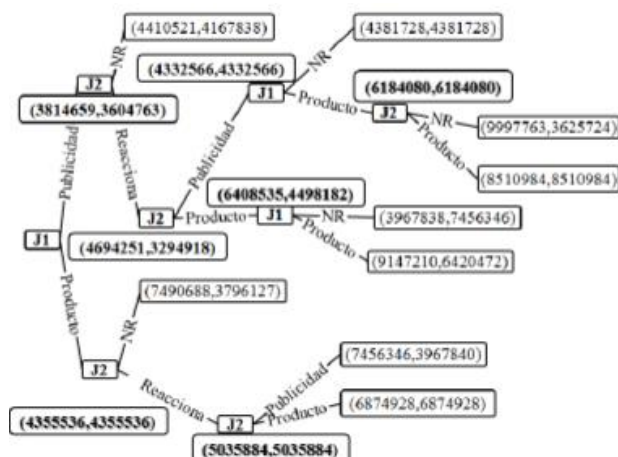 (4410521,4167838)
(4381728,4381728)
NR
NR
(4332566,4332566)
J2
J1
(6184080,6184080)
(3814659,3604763)
Producto
J2
NR
(9997763,3625724)
Publicidad
Reacciona
Publicidad
Producto
(8510984,8510984)
(6408535,4498182)
J2
Producto
J1
NR
(3967838,7456346)
J1
(4694251,3294918)
Producto
(9147210,6420472)
Producto
(7490688,3796127)
NR
J2
(7456346,3967840)
Reacciona
Publicidad
(4355536,4355536)
J2
Producto
(6874928,6874928)
(5035884,5035884)